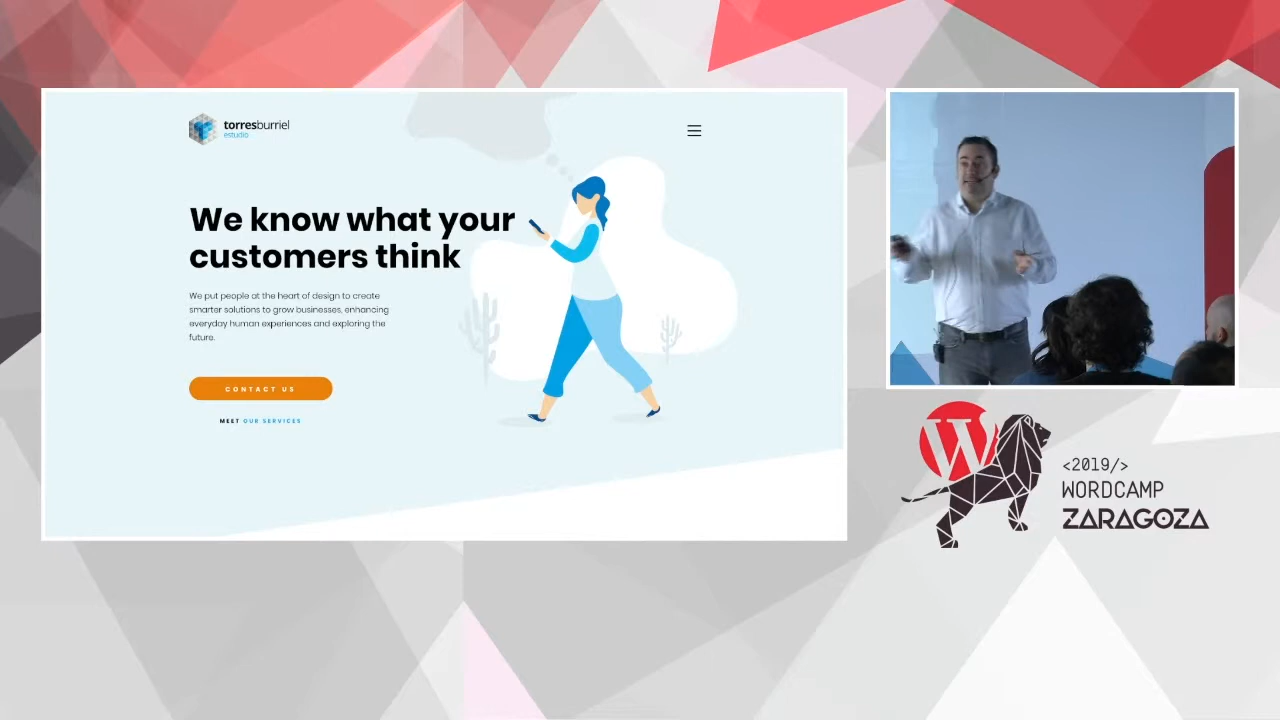 torresburriel
estudio
We know what your
customers think
We put people at the heart of design to create
smarter solutions to grow businesses, enhancing
everyday human experiences and exploring the
future.
CONTACT US
MEET OUR SERVICES
W
<2019/>
WORDCAMP
ZARAGOZA